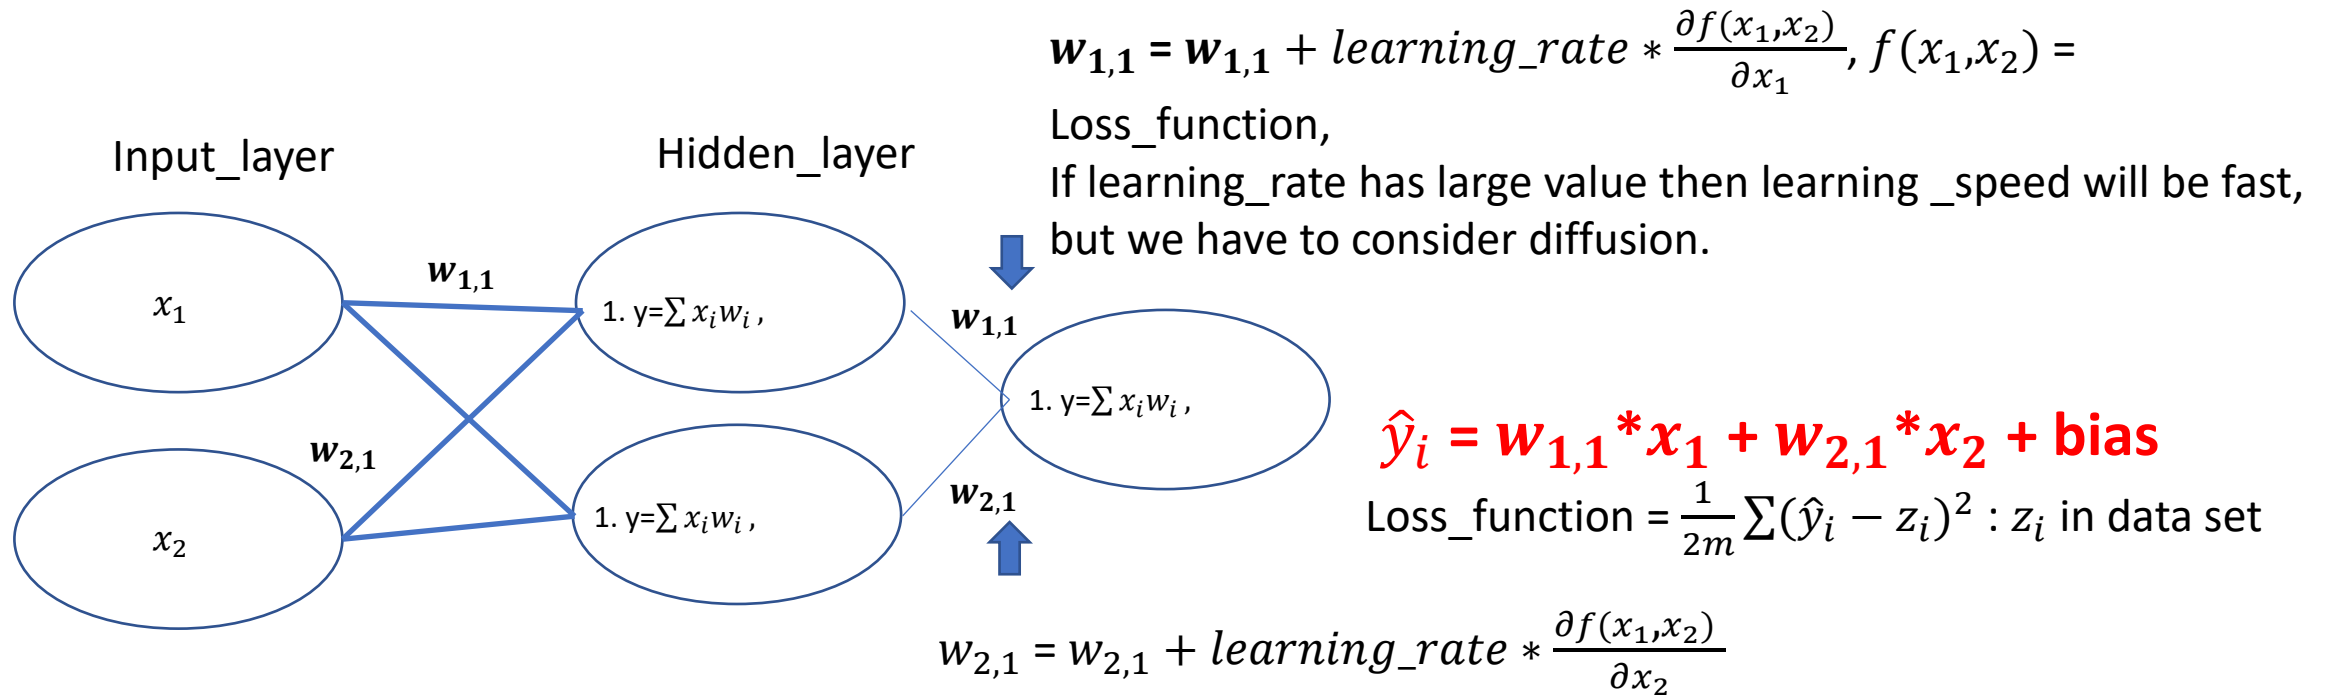 w₁,₁ = w₁,₁ + learning_rate ∗ ∂f(x₁,x₂)/∂x₁, f(x₁,x₂) =
Loss_function,
If learning_rate has large value then learning _speed will be fast,
but we have to consider diffusion.
Input_layer
Hidden_layer
x₁
x₂
w₁,₁
w₂,₁
1. y=∑ xᵢwᵢ ,
1. y=∑ xᵢwᵢ ,
w₁,₁
w₂,₁
1. y=∑ xᵢwᵢ ,
ŷᵢ = w₁,₁*x₁ + w₂,₁*x₂ + bias
Loss_function = 1/2m ∑(ŷᵢ − zᵢ)² : zᵢ in data set
w₂,₁ = w₂,₁ + learning_rate ∗ ∂f(x₁,x₂)/∂x₂